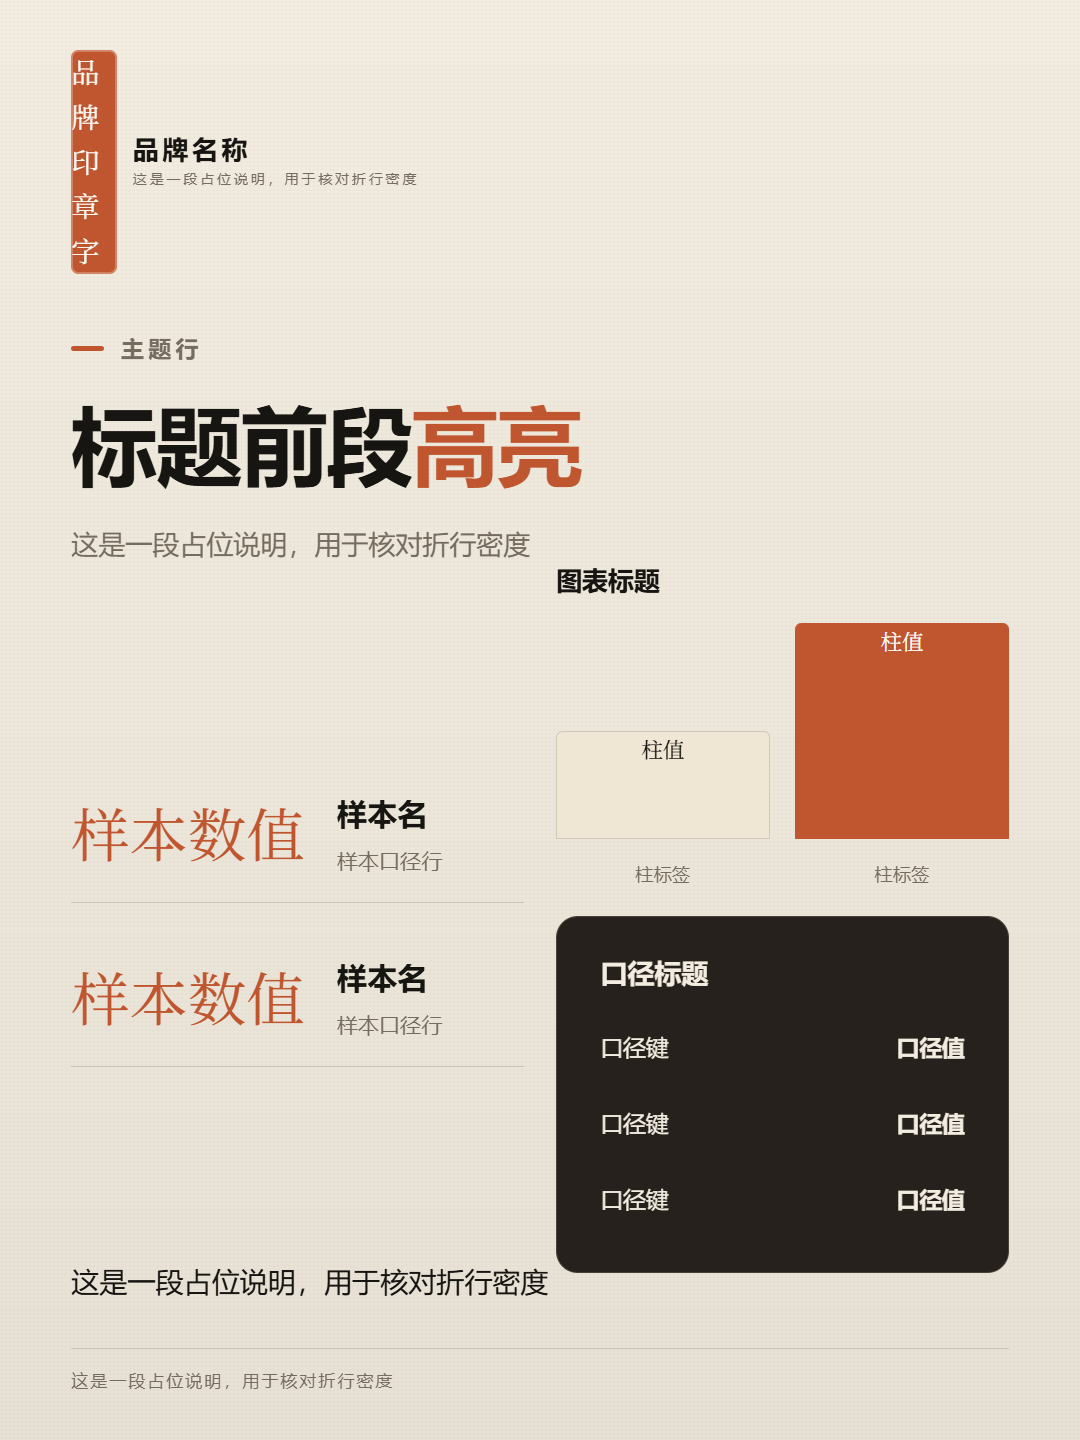 品
牌
印
章
字
品牌名称
这是一段占位说明，用于核对折行密度
主题行
标题前段高亮
这是一段占位说明，用于核对折行密度
样本数值
样本名
样本口径行
样本数值
样本名
样本口径行
图表标题
柱值
柱值
柱标签
柱标签
口径标题
口径键 口径值
口径键 口径值
口径键 口径值
这是一段占位说明，用于核对折行密度
这是一段占位说明，用于核对折行密度